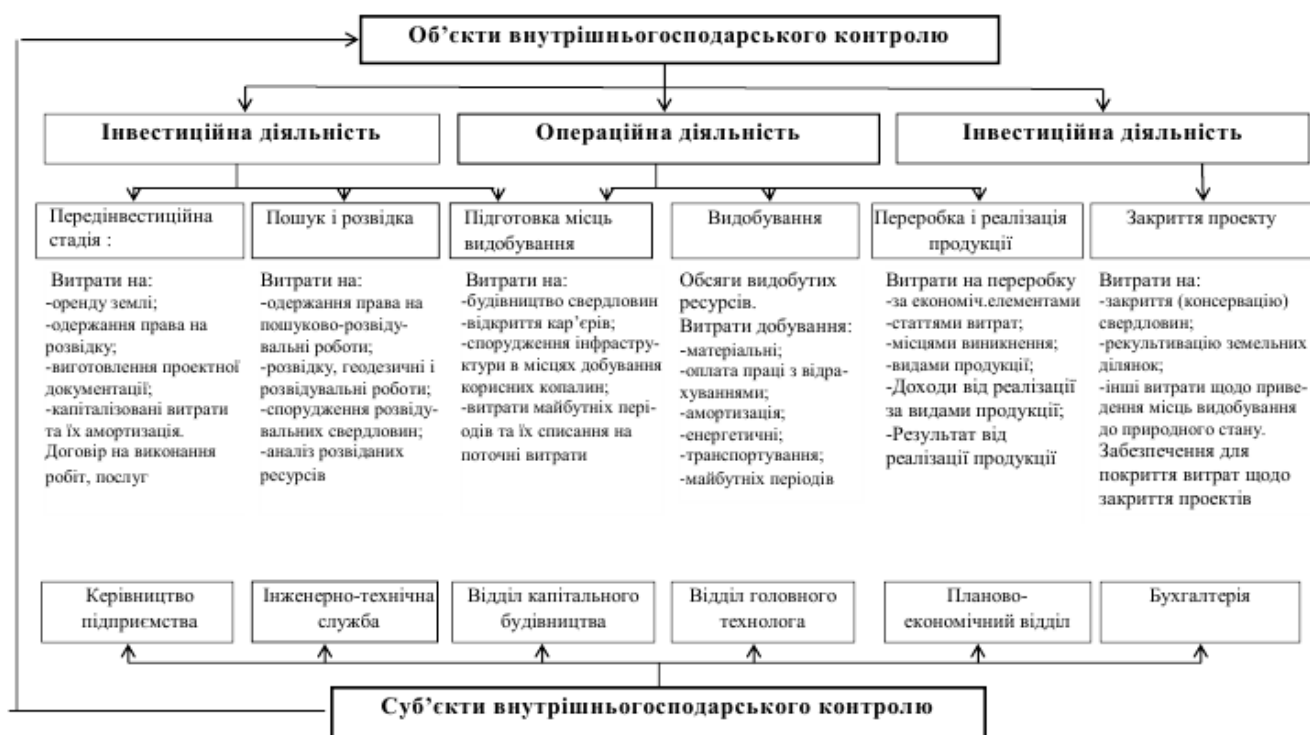 Об’єкти внутрішньогосподарського контролю
Інвестиційна діяльність
Операційна діяльність
Інвестиційна діяльність
Передінвестиційна
стадія :
Пошук і розвідка
Підготовка місць
видобування
Видобування
Переробка і реалізація
продукції
Закриття проекту
Витрати на:
-оренду землі;
-одержання права на
розвідку;
-виготовлення проектної
документації;
-капіталізовані витрати
та їх амортизація.
Договір на виконання
робіт, послуг
Витрати на:
-одержання права на
пошуково-розвіду-
вальні роботи;
-розвідку, геодезичні і
розвідувальні роботи;
-спорудження розвіду-
вальних свердловин;
-аналіз розвіданих
ресурсів
Витрати на:
-будівництво свердловин
-відкриття кар’єрів;
-спорудження інфрастру-
ктури в місцях добування
корисних копалин;
-витрати майбутніх пері-
одів та їх списання на
поточні витрати
Обсяги видобутих
ресурсів.
Витрати добування:
-матеріальні;
-оплата праці з відра-
хуваннями;
-амортизація;
-енергетичні;
-транспортування;
-майбутніх періодів
Витрати на переробку
-за економіч.елементами
-статтями витрат;
-місцями виникнення;
-видами продукції;
-Доходи від реалізації
за видами продукції;
-Результат від
реалізації продукції
Витрати на:
-закриття (консервацію)
свердловин;
-рекультивацію земельних
ділянок;
-інші витрати щодо приве-
дення місць видобування
до природного стану.
Забезпечення для
покриття витрат щодо
закриття проектів
Керівництво
підприємства
Інженерно-технічна
служба
Відділ капітального
будівництва
Відділ головного
технолога
Планово-
економічний відділ
Бухгалтерія
Суб’єкти внутрішньогосподарського контролю